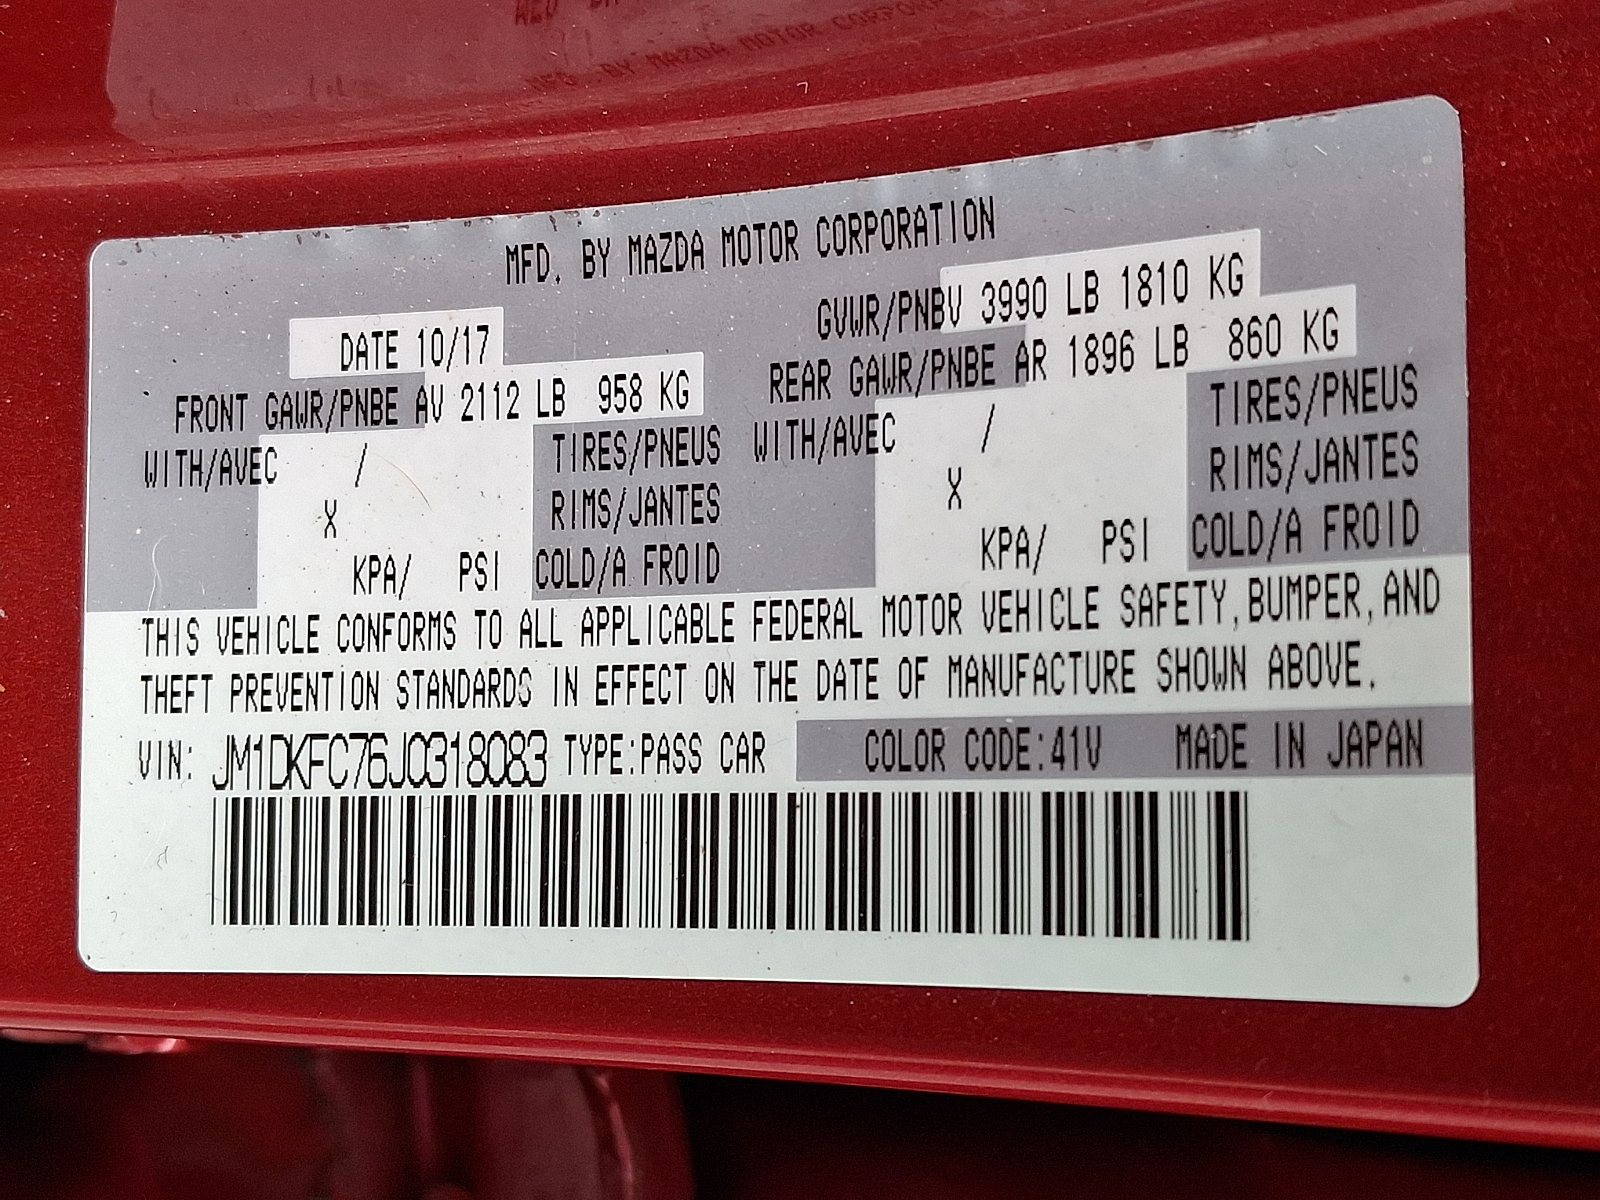 MFD. BY MAZDA MOTOR CORPORATION
DATE 10/17
GVWR/PNBV 3990 LB 1810 KG
FRONT GAWR/PNBE AV 2112 LB 958 KG
REAR GAWR/PNBE AR 1896 LB 860 KG
WITH/AVEC / TIRES/PNEUS
X RIMS/JANTES
KPA/ PSI COLD/A FROID
WITH/AVEC / TIRES/PNEUS
X RIMS/JANTES
KPA/ PSI COLD/A FROID
THIS VEHICLE CONFORMS TO ALL APPLICABLE FEDERAL MOTOR VEHICLE SAFETY, BUMPER, AND
THEFT PREVENTION STANDARDS IN EFFECT ON THE DATE OF MANUFACTURE SHOWN ABOVE.
VIN: JM1DKFC76J0318083 TYPE:PASS CAR COLOR CODE:41V MADE IN JAPAN